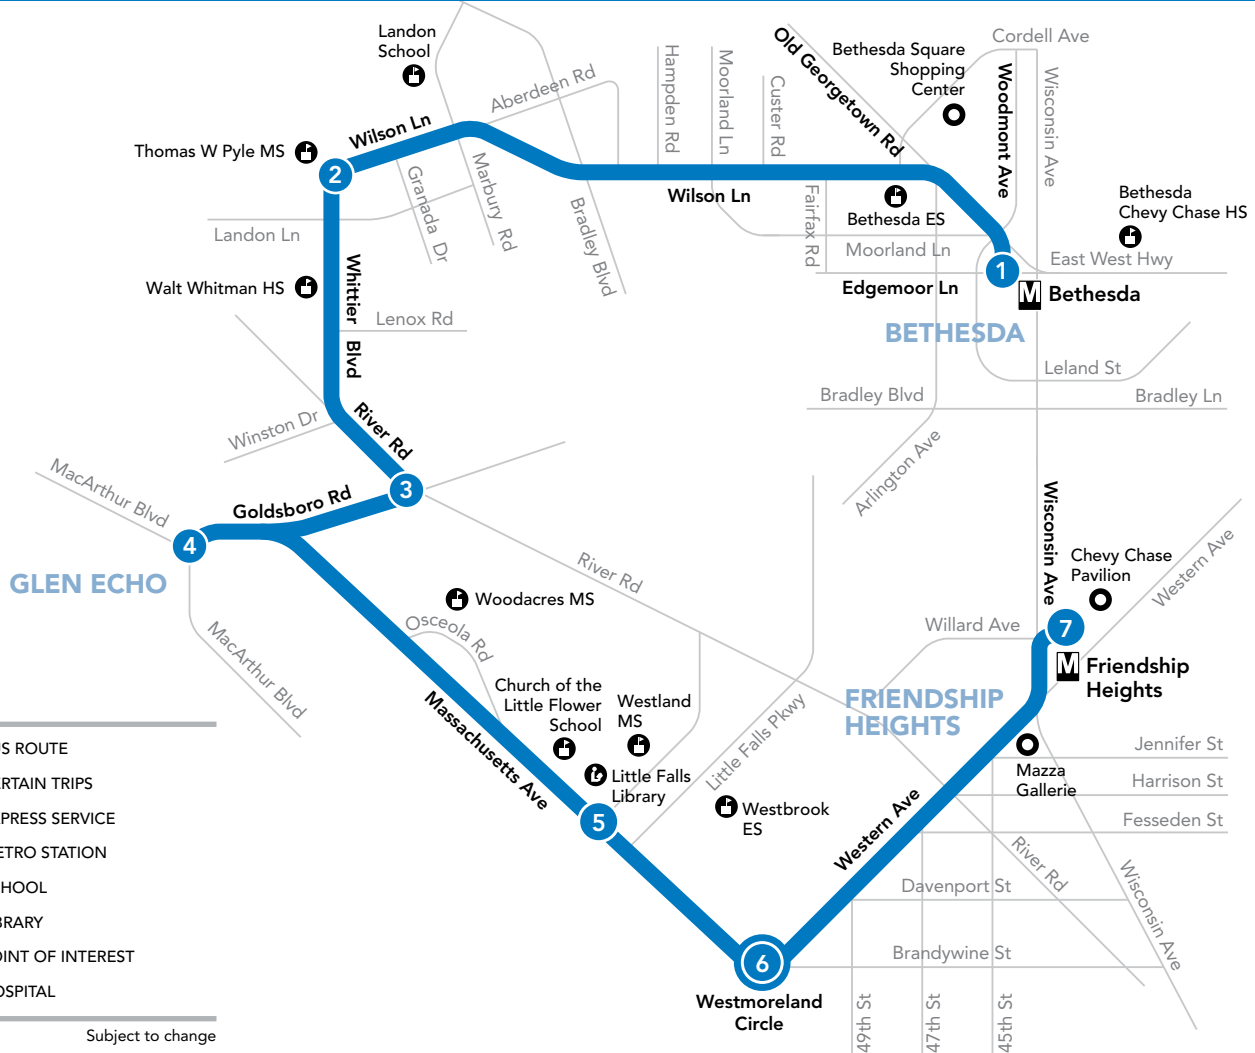 Landon
School
Thomas W Pyle MS
2
Wilson Ln
Aberdeen Rd
Hampden Rd
Moorland Ln
Custer Rd
Old Georgetown Rd
Bethesda Square
Shopping
Center
Cordell Ave
Woodmont Ave
Wisconsin Ave
Granada Dr
Marbury Rd
Bradley Blvd
Wilson Ln
Fairfax Rd
Bethesda ES
Moorland Ln
Edgemoor Ln
Bethesda
Chevy Chase HS
East West Hwy
1
M
Bethesda
BETHESDA
Landon Ln
Walt Whitman HS
Whittier Blvd
Lenox Rd
Leland St
Bradley Blvd
Bradley Ln
Arlington Ave
Winston Dr
River Rd
3
MacArthur Blvd
Goldsboro Rd
4
GLEN ECHO
MacArthur Blvd
River Rd
Woodacres MS
Osceola Rd
Wisconsin Ave
Chevy Chase
Pavilion
Western Ave
Willard Ave
7
M
Friendship
Heights
FRIENDSHIP
HEIGHTS
Church of the
Little Flower
School
Westland
MS
Little Falls
Library
Little Falls Pkwy
Massachusetts Ave
5
Westbrook
ES
Mazza
Gallerie
Jennifer St
Harrison St
Fesseden St
Western Ave
River Rd
Wisconsin Ave
Davenport St
Brandywine St
6
Westmoreland
Circle
49th St
47th St
45th St
US ROUTE
ERTAIN TRIPS
PRESS SERVICE
ETRO STATION
HOOL
BRARY
OINT OF INTEREST
OSPITAL
Subject to change